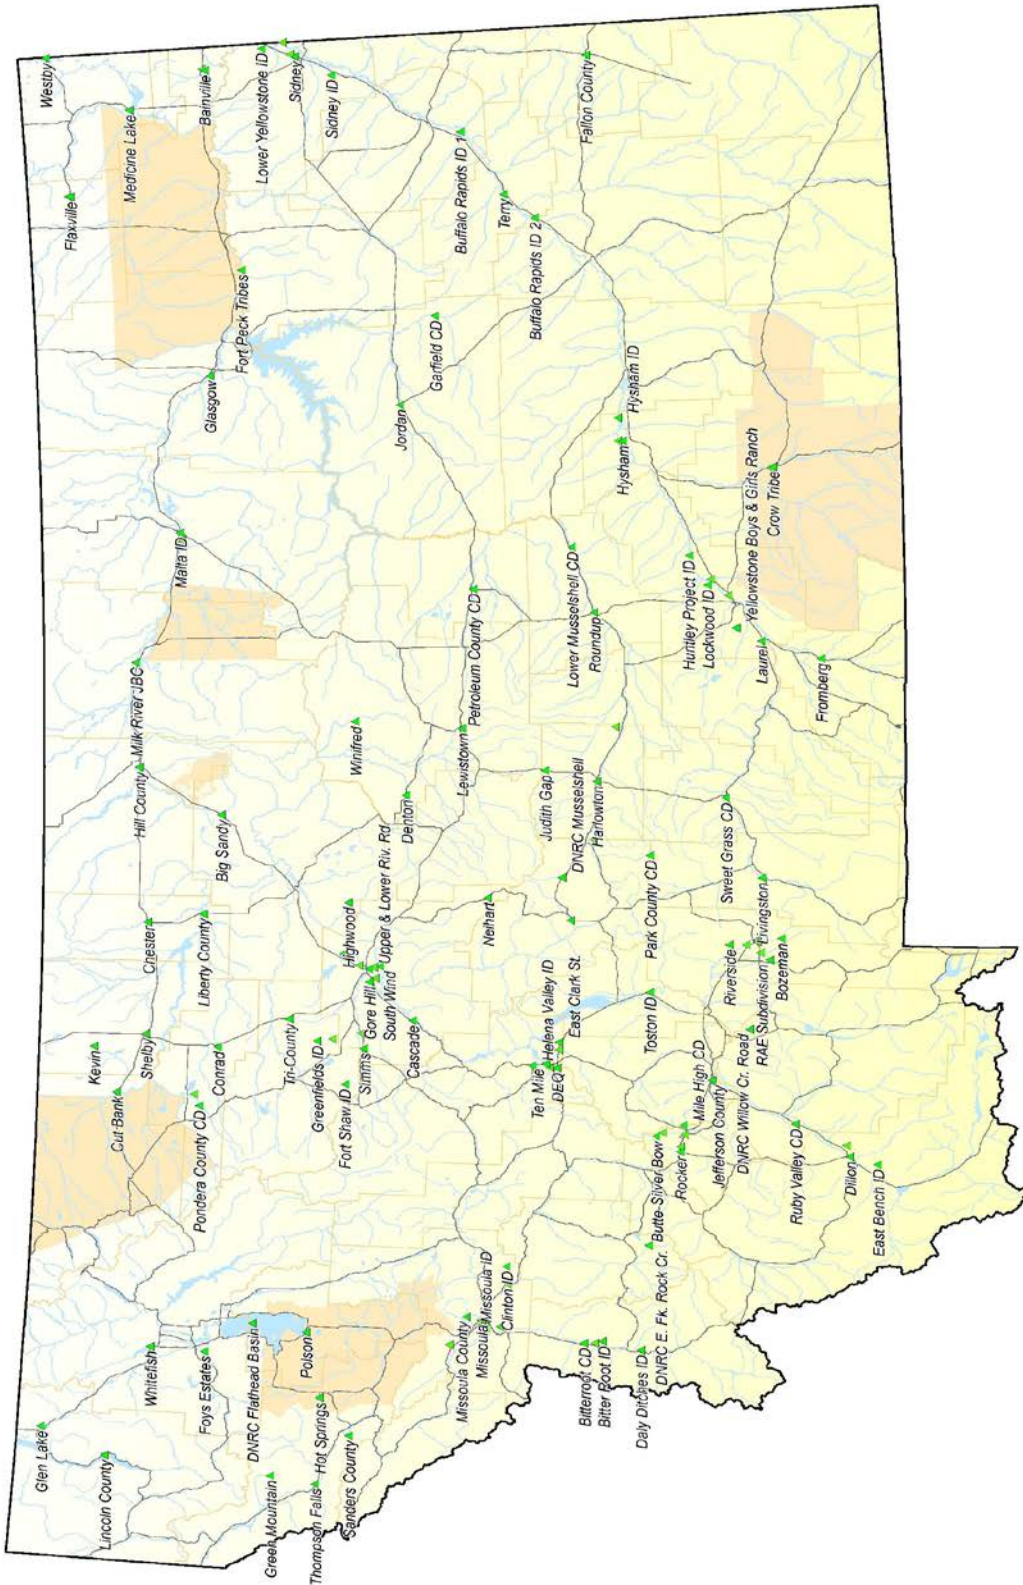 Westby
Flaxville
Medicine Lake
Bainville
Lower Yellowstone ID
Sidney
Sidney ID
Fort Peck Tribes
Glasgow
Buffalo Rapids ID 1
Terry
Buffalo Rapids ID 2
Fallon County
Garfield CD
Jordan
Malta ID
Hysham ID
Hysham
Yellowstone Boys & Girls Ranch
Crow Tribe
Lower Musselshell CD
Roundup
Huntley Project ID
Lockwood ID
Laurel
Fromberg
Petroleum County CD
Milk River JBC
Hill County
Winifred
Lewistown
Denton
Big Sandy
Judith Gap
DNRC Musselshell
Harlowton
Sweet Grass CD
Park County CD
Livingston
Upper & Lower Riv. Rd.
Highwood
Neihart
Chester
Liberty County
Gore Hill
South Wind
Riverside
RAE Subdivision
Bozeman
Helena Valley ID
East Clark St.
Toston ID
Kevin
Shelby
Conrad
Tri-County
Greenfields ID
Simms
Cascade
Fort Shaw ID
Ten Mile
DEQ
Cut Bank
Pondera County CD
Mile High CD
Jefferson County
DNRC Willow Cr. Road
Butte-Silver Bow
Rocker
Ruby Valley CD
Dillon
East Bench ID
Whitefish
Foys Estates
DNRC Flathead Basin
Polson
Missoula County
Missoula
Missoula ID
Clinton ID
Bitterroot CD
Bitter Root ID
Daly Ditches ID
DNRC E. Fk. Rock Cr.
Glen Lake
Lincoln County
Green Mountain
Thompson Falls
Hot Springs
Sanders County